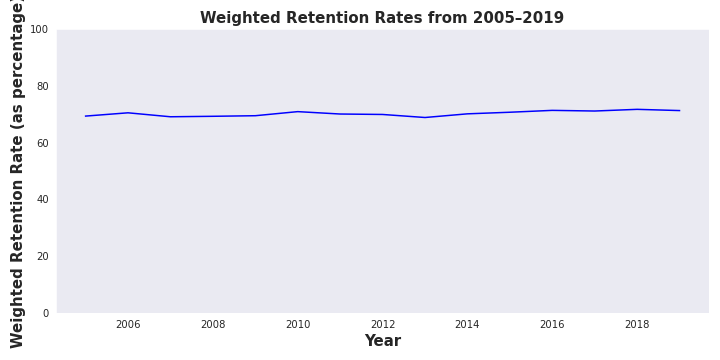 Weighted Retention Rates from 2005–2019
Weighted Retention Rate (as percentage)
100
80
60
40
20
0
2006 2008 2010 2012 2014 2016 2018
Year